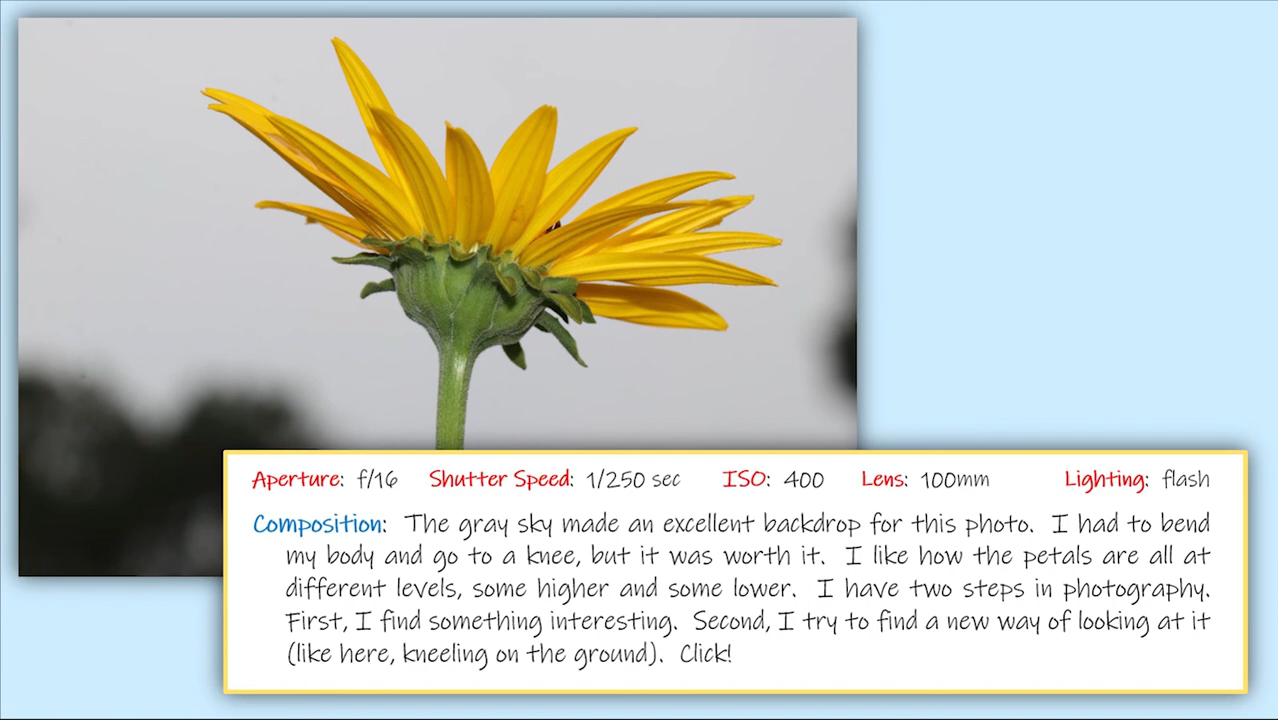 Aperture: f/16 Shutter Speed: 1/250 sec ISO: 400 Lens: 100mm Lighting: flash
Composition: The gray sky made an excellent backdrop for this photo. I had to bend
my body and go to a knee, but it was worth it. I like how the petals are all at
different levels, some higher and some lower. I have two steps in photography.
First, I find something interesting. Second, I try to find a new way of looking at it
(like here, kneeling on the ground). Click!